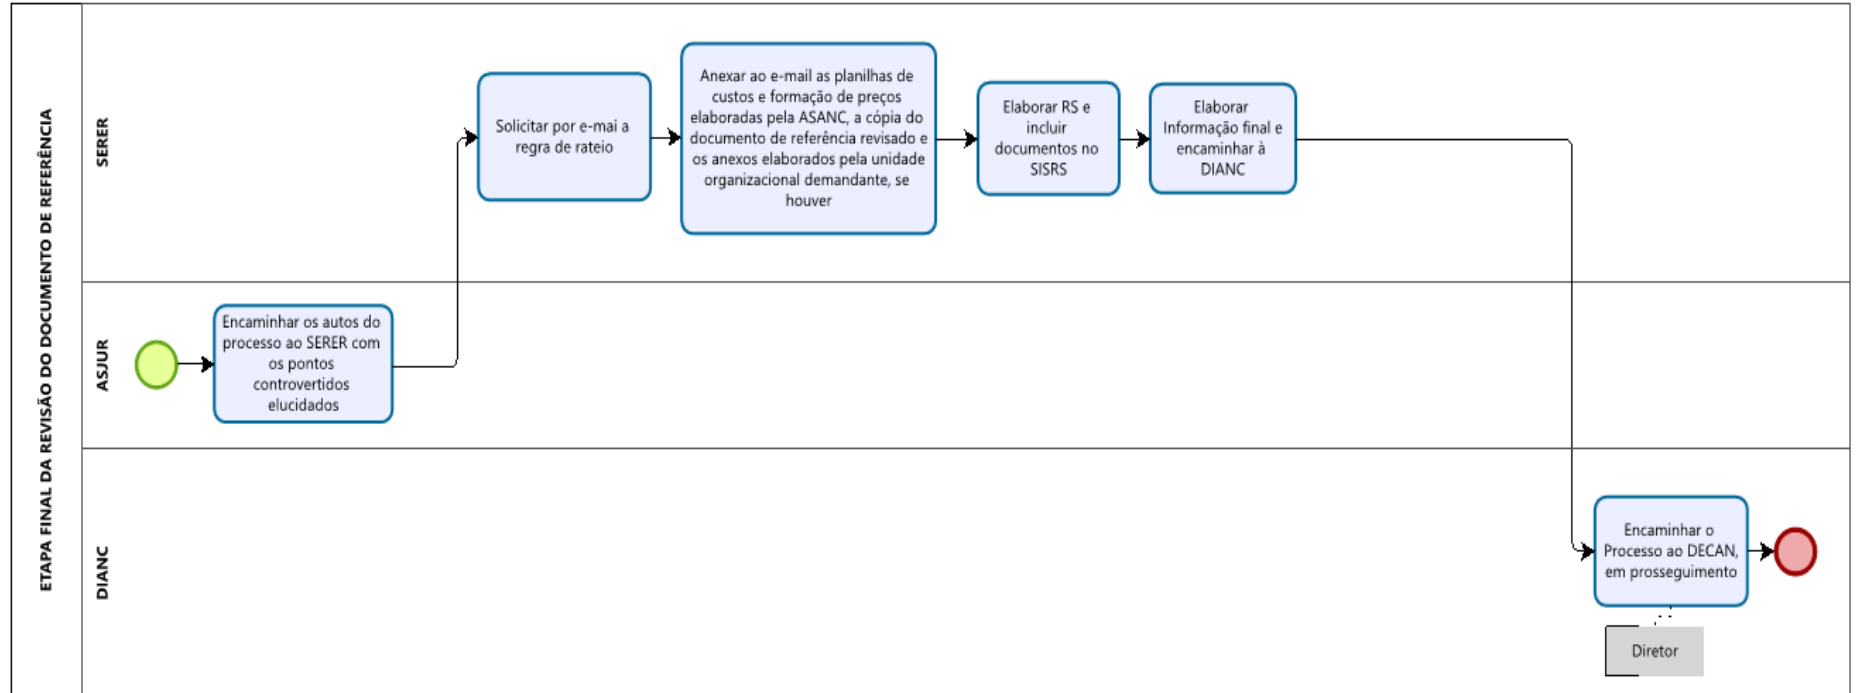 ETAPA FINAL DA REVISÃO DO DOCUMENTO DE REFERÊNCIA
SERER
Solicitar por e-mai a
regra de rateio
Anexar ao e-mail as planilhas de
custos e formação de preços
elaboradas pela ASANC, a cópia do
documento de referência revisado e
os anexos elaborados pela unidade
organizacional demandante, se
houver
Elaborar RS e
incluir
documentos no
SISRS
Elaborar
Informação final e
encaminhar à
DIANC
ASJUR
Encaminhar os autos do
processo ao SERER com
os pontos
controvertidos
elucidados
DIANC
Encaminhar o
Processo ao DECAN,
em prosseguimento
Diretor